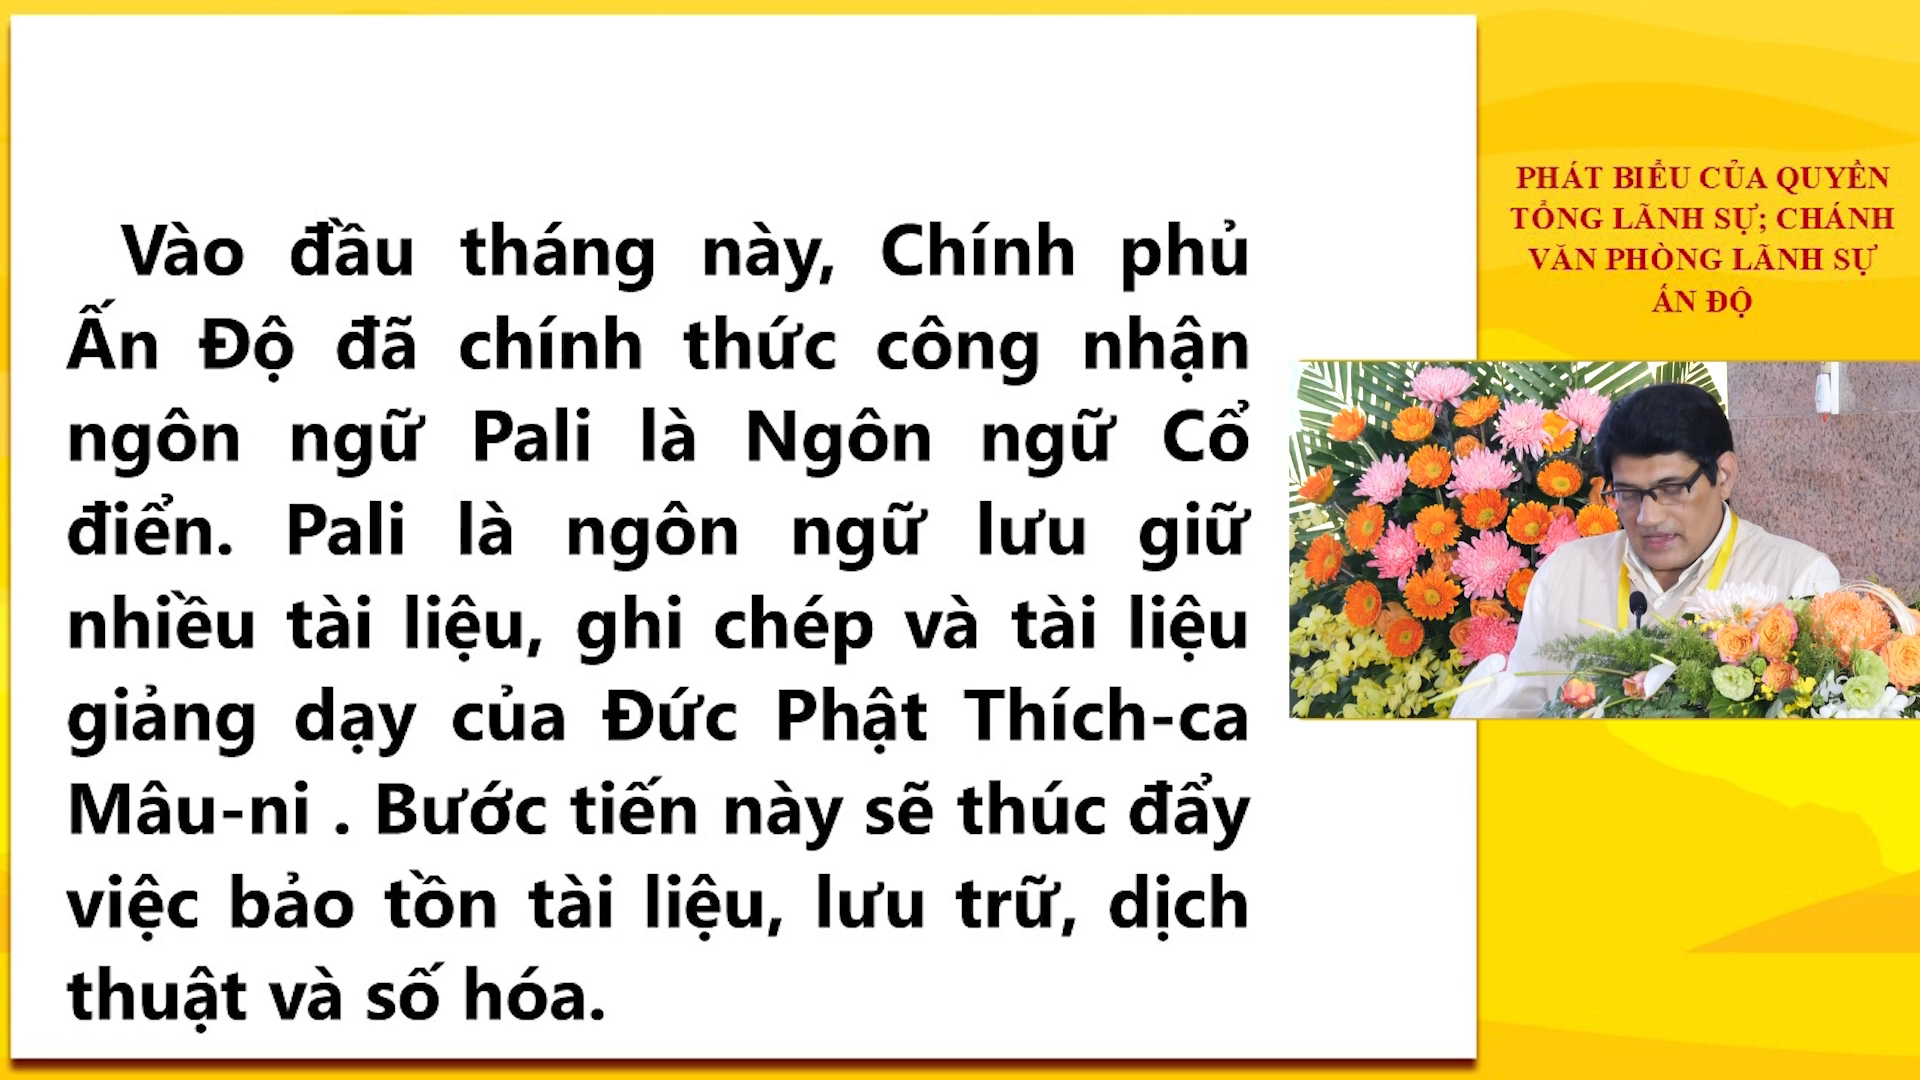 Vào đầu tháng này, Chính phủ
Ấn Độ đã chính thức công nhận
ngôn ngữ Pali là Ngôn ngữ Cổ
điển. Pali là ngôn ngữ lưu giữ
nhiều tài liệu, ghi chép và tài liệu
giảng dạy của Đức Phật Thích-ca
Mâu-ni . Bước tiến này sẽ thúc đẩy
việc bảo tồn tài liệu, lưu trữ, dịch
thuật và số hóa.
PHÁT BIỂU CỦA QUYỀN
TỔNG LÃNH SỰ; CHÁNH
VĂN PHÒNG LÃNH SỰ
ẤN ĐỘ